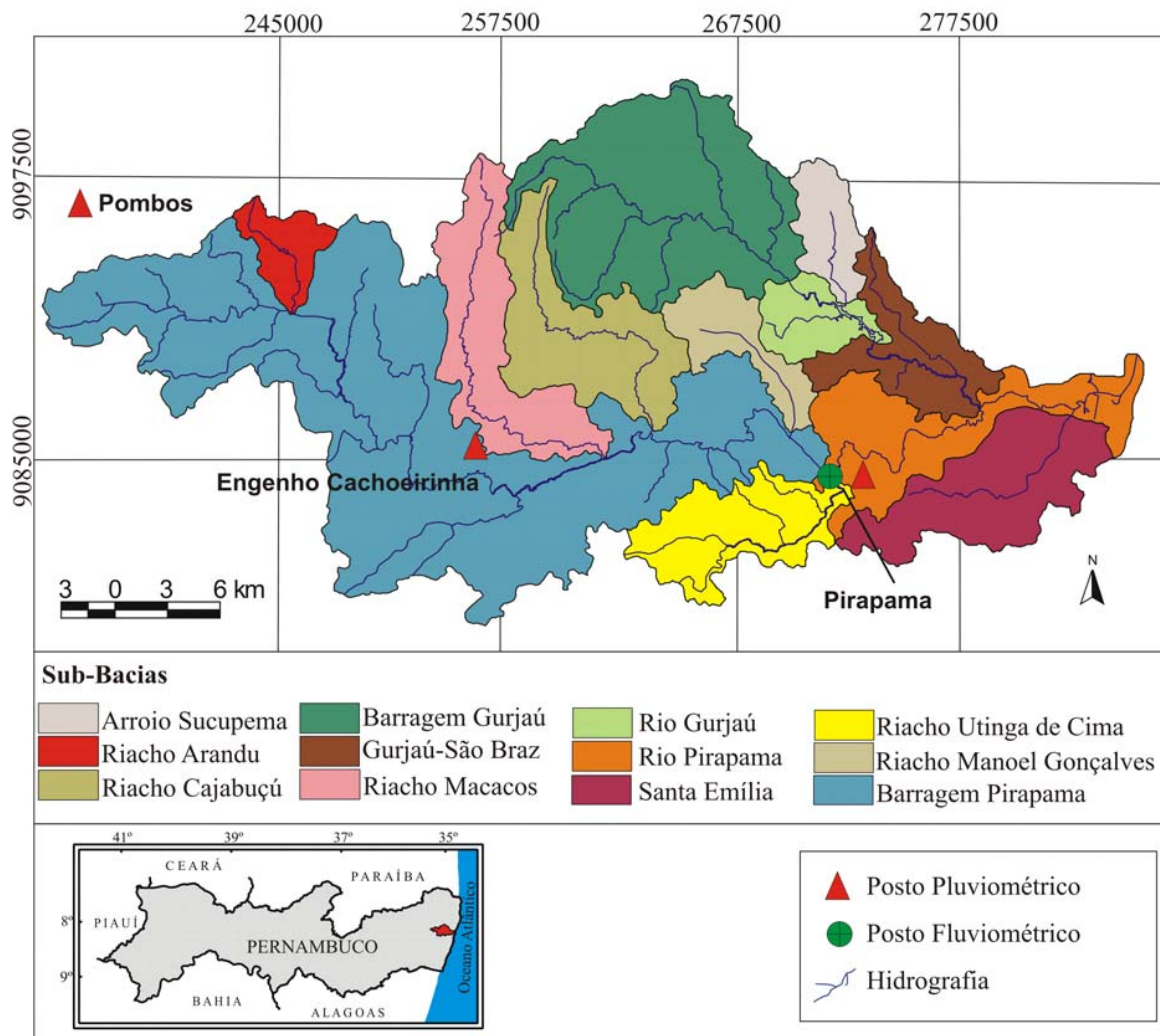 245000
257500
267500
277500
9097500
9085000
Pombos
Engenho Cachoeirinha
Pirapama
N
3 0 3 6 km
Sub-Bacias
Arroio Sucupema
Riacho Arandu
Riacho Cajabuçú
Barragem Gurjaú
Gurjaú-São Braz
Riacho Macacos
Rio Gurjaú
Rio Pirapama
Santa Emília
Riacho Utinga de Cima
Riacho Manoel Gonçalves
Barragem Pirapama
41º
39º
37º
35º
8º
9º
CEARÁ
PARAÍBA
PIAUÍ
PERNAMBUCO
BAHIA
ALAGOAS
Oceano Atlântico
Posto Pluviométrico
Posto Fluviométrico
Hidrografia